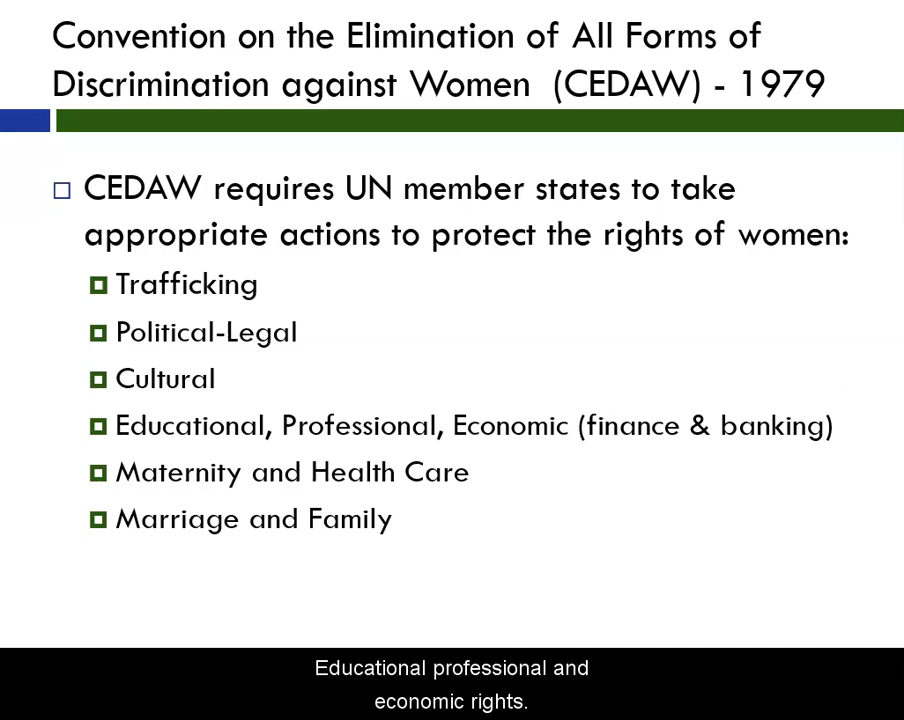 Convention on the Elimination of All Forms of
Discrimination against Women (CEDAW) - 1979
CEDAW requires UN member states to take
appropriate actions to protect the rights of women:
Trafficking
Political-Legal
Cultural
Educational, Professional, Economic (finance & banking)
Maternity and Health Care
Marriage and Family
Educational professional and
economic rights.